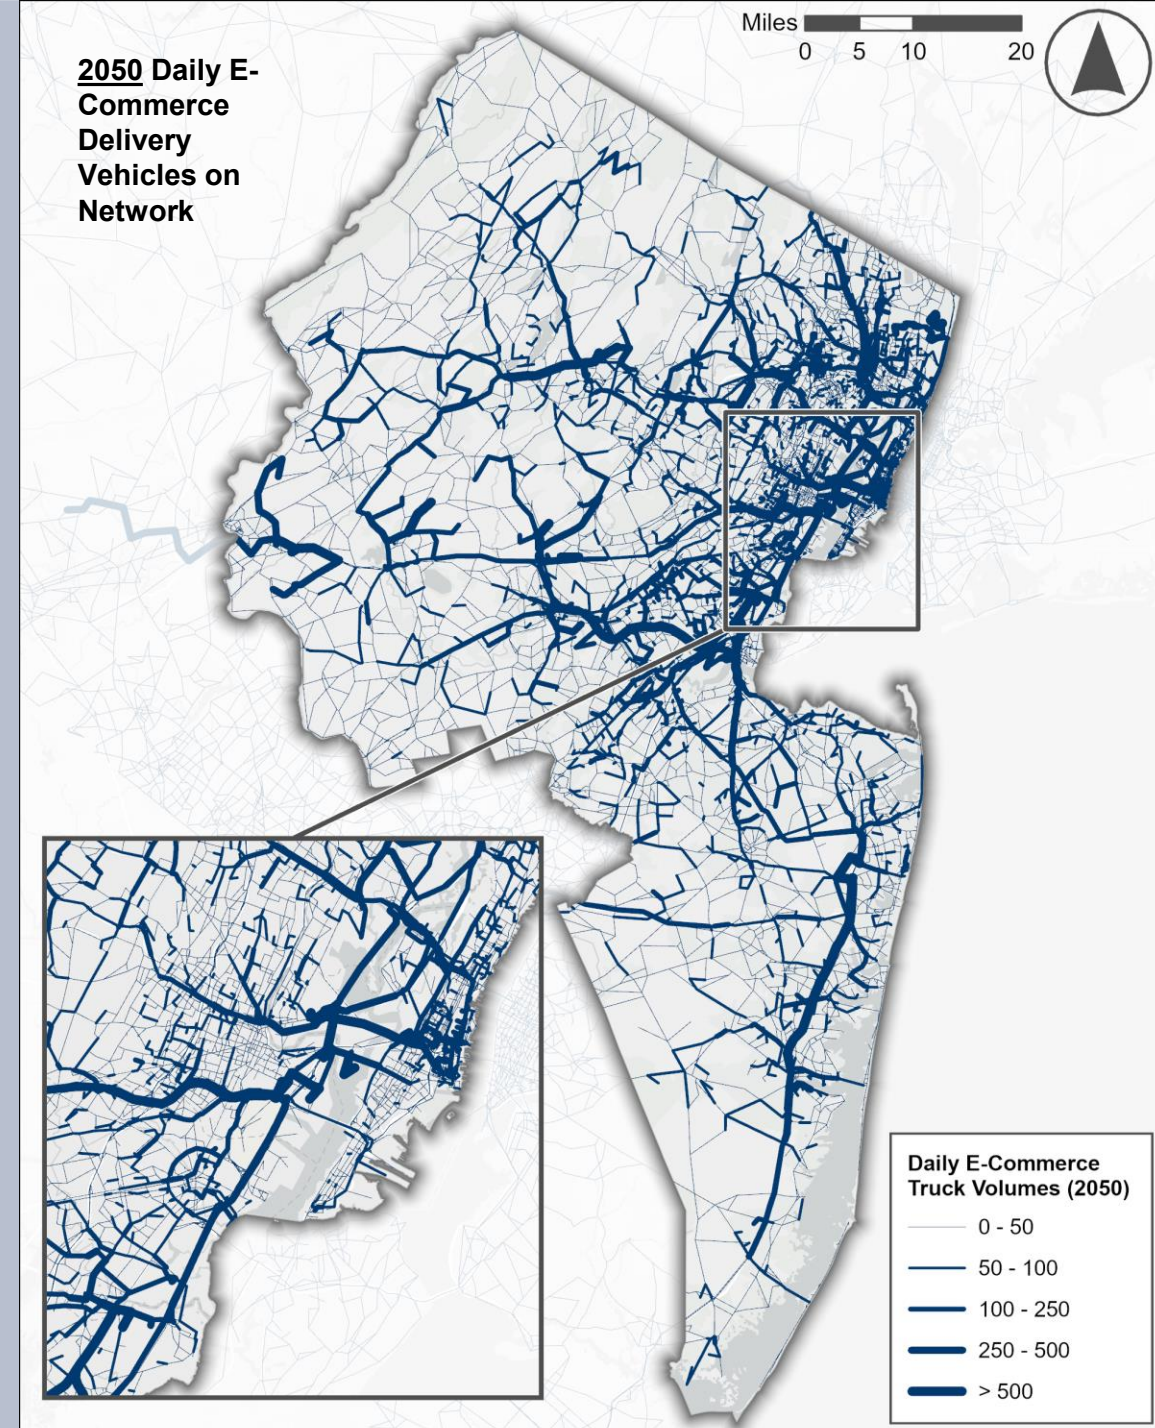 2050 Daily E-
Commerce
Delivery
Vehicles on
Network
Miles
0 5 10 20
Daily E-Commerce
Truck Volumes (2050)
0 - 50
50 - 100
100 - 250
250 - 500
> 500